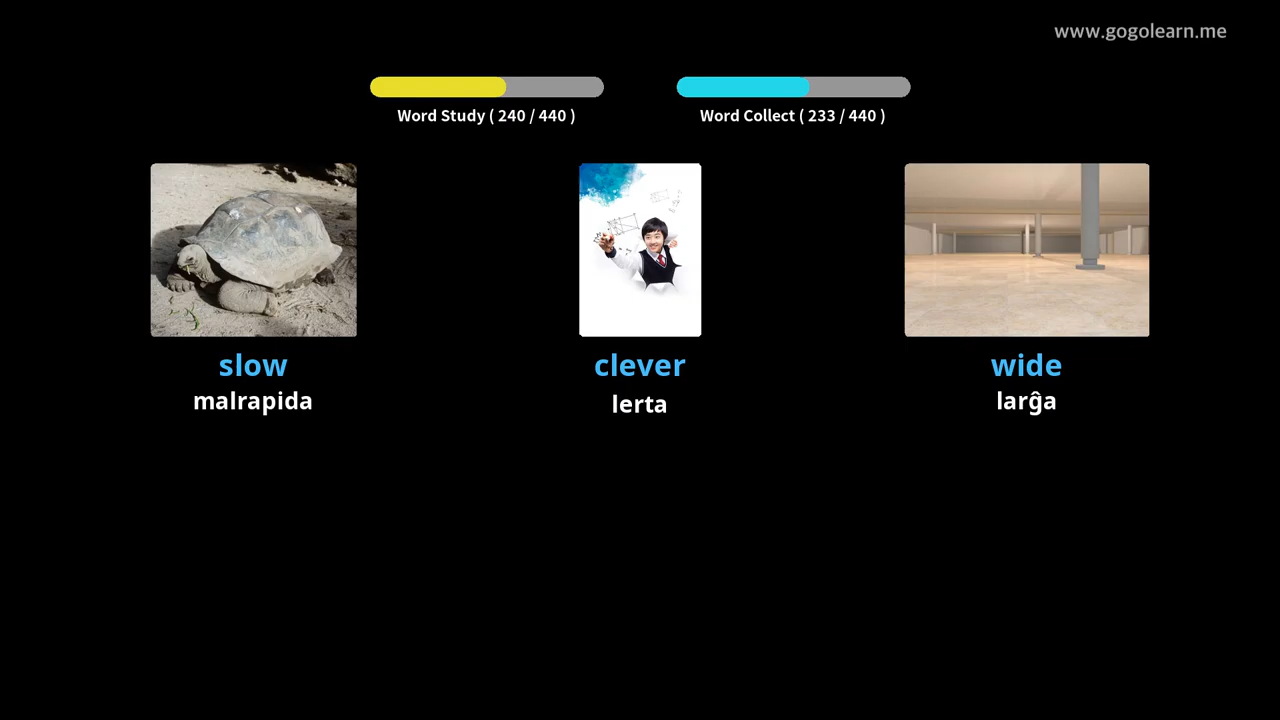 www.gogolearn.me
Word Study ( 240 / 440 )
Word Collect ( 233 / 440 )
slow
malrapida
clever
lerta
wide
larĝa